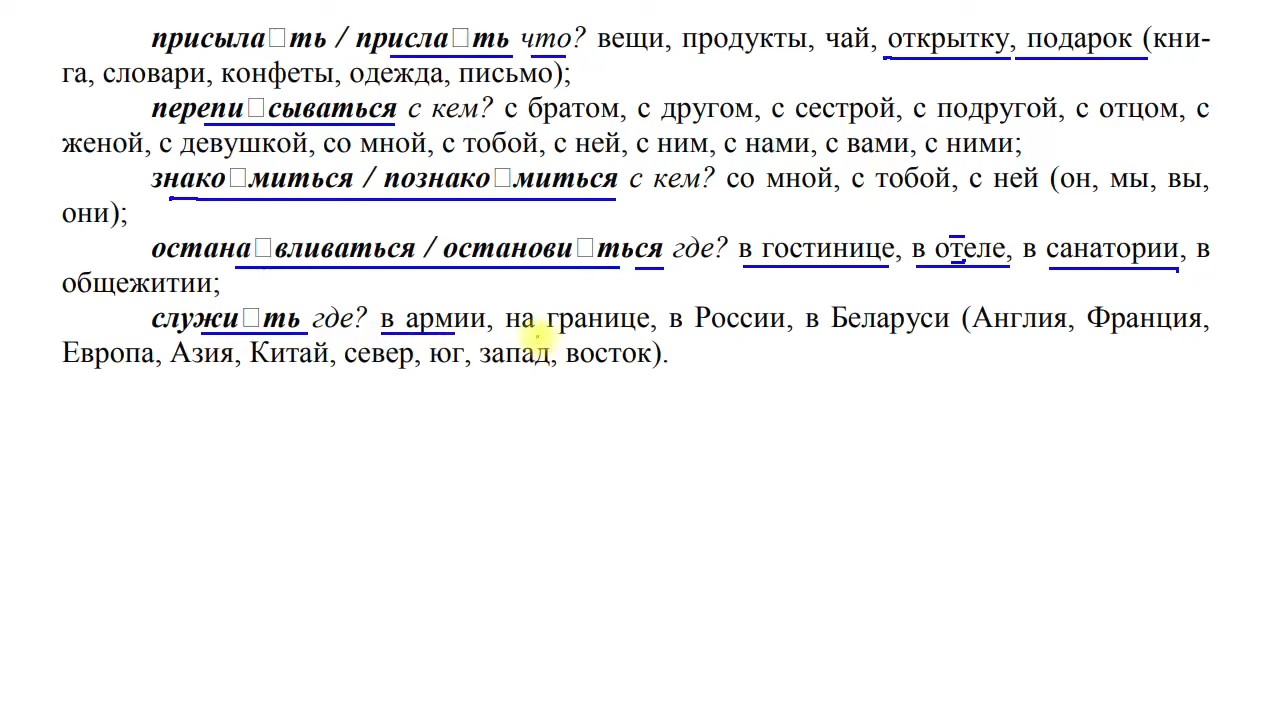 присыла□ть / присла□ть что? вещи, продукты, чай, открытку, подарок (кни-
га, словари, конфеты, одежда, письмо);
перепи□сываться с кем? с братом, с другом, с сестрой, с подругой, с отцом, с
женой, с девушкой, со мной, с тобой, с ней, с ним, с нами, с вами, с ними;
знако□миться / познако□миться с кем? со мной, с тобой, с ней (он, мы, вы,
они);
остана□вливаться / останови□ться где? в гостинице, в отеле, в санатории, в
общежитии;
служи□ть где? в армии, на границе, в России, в Беларуси (Англия, Франция,
Европа, Азия, Китай, север, юг, запад, восток).